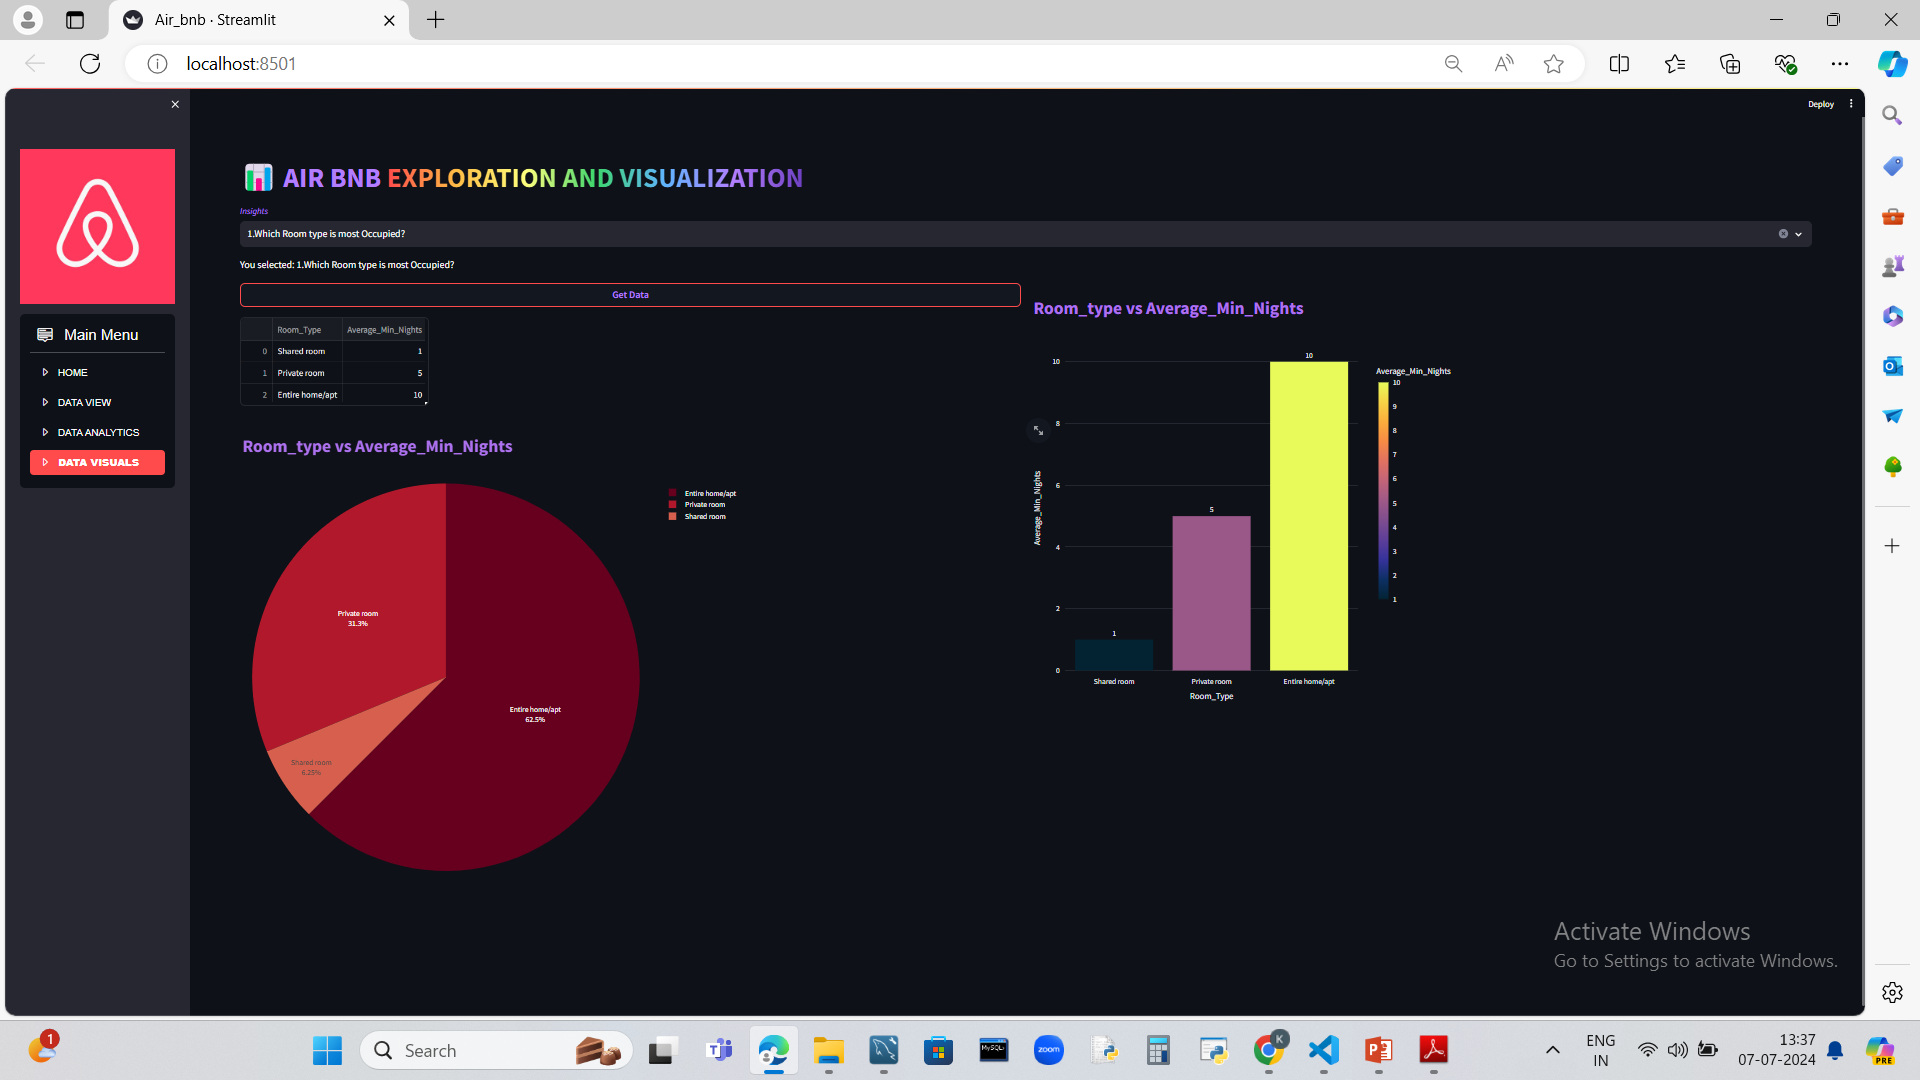 Air_bnb · Streamlit
localhost:8501
Deploy
AIR BNB EXPLORATION AND VISUALIZATION
Insights
1.Which Room type is most Occupied?
You selected: 1.Which Room type is most Occupied?
Get Data
Main Menu
HOME
DATA VIEW
DATA ANALYTICS
DATA VISUALS
Room_Type Average_Min_Nights
0 Shared room 1
1 Private room 5
2 Entire home/apt 10
Room_type vs Average_Min_Nights
Entire home/apt
Private room
Shared room
Private room
31.3%
Entire home/apt
62.5%
Shared room
6.25%
Room_type vs Average_Min_Nights
10
8
6
4
2
0
Average_Min_Nights
1
5
10
Shared room
Private room
Entire home/apt
Room_Type
Average_Min_Nights
10
9
8
7
6
5
4
3
2
1
Activate Windows
Go to Settings to activate Windows.
1
Search
MySQL
zoom
K
ENG
IN
13:37
07-07-2024
PRE